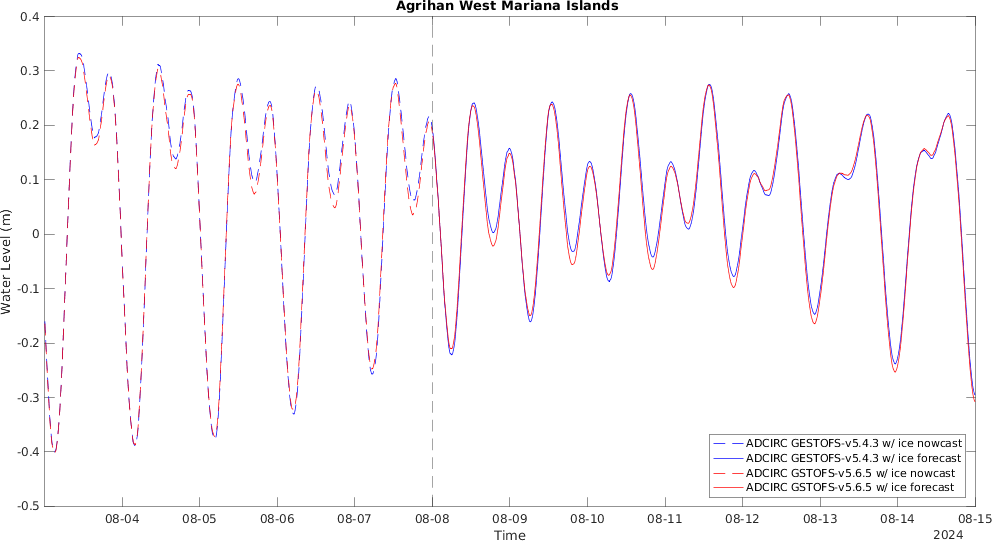 Agrihan West Mariana Islands
0.4
0.3
0.2
0.1
0
-0.1
-0.2
-0.3
-0.4
-0.5
Water Level (m)
ADCIRC GESTOFS-v5.4.3 w/ ice nowcast
ADCIRC GESTOFS-v5.4.3 w/ ice forecast
ADCIRC GSTOFS-v5.6.5 w/ ice nowcast
ADCIRC GSTOFS-v5.6.5 w/ ice forecast
08-04 08-05 08-06 08-07 08-08 08-09 08-10 08-11 08-12 08-13 08-14 08-15
Time
2024